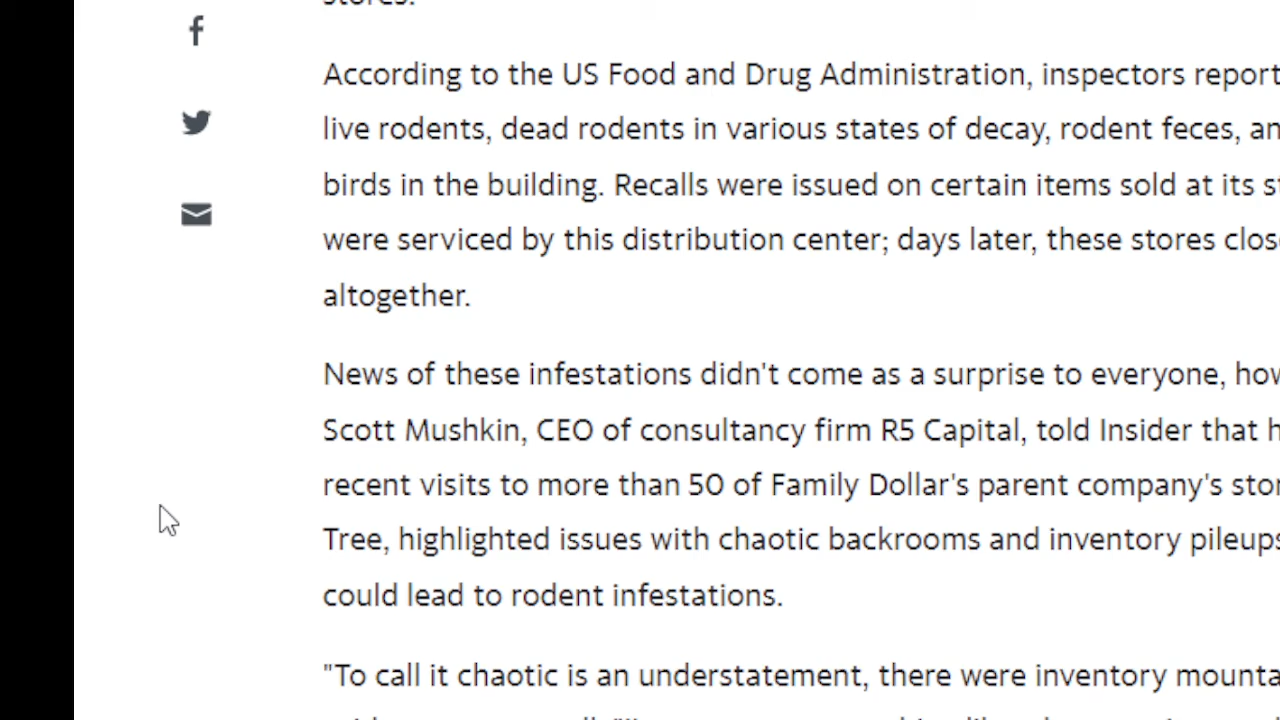 stores.
According to the US Food and Drug Administration, inspectors report
live rodents, dead rodents in various states of decay, rodent feces, an
birds in the building. Recalls were issued on certain items sold at its st
were serviced by this distribution center; days later, these stores clos
altogether.
News of these infestations didn't come as a surprise to everyone, how
Scott Mushkin, CEO of consultancy firm R5 Capital, told Insider that h
recent visits to more than 50 of Family Dollar's parent company's stor
Tree, highlighted issues with chaotic backrooms and inventory pileups
could lead to rodent infestations.
"To call it chaotic is an understatement, there were inventory mounta